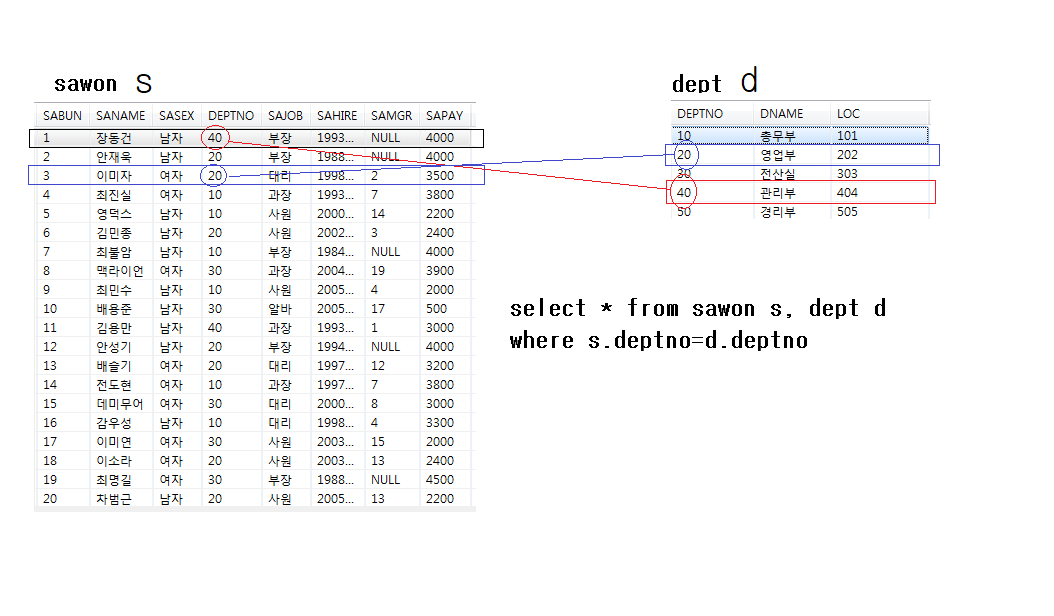 sawon s
SABUN SANAME SASEX DEPTNO SAJOB SAHIRE SAMGR SAPAY
1 장동건 남자 40 부장 1993... NULL 4000
2 안재욱 남자 20 부장 1988... NULL 4000
3 이미자 여자 20 대리 1998... 2 3500
4 최진실 여자 10 과장 1993... 7 3800
5 영덕스 남자 10 사원 2000... 14 2200
6 김민종 남자 20 사원 2002... 3 2400
7 최불암 남자 10 부장 1984... NULL 4000
8 맥라이언 여자 30 과장 2004... 19 3900
9 최민수 남자 10 사원 2005... 4 2000
10 배용준 남자 30 알바 2005... 17 500
11 김용만 남자 40 과장 1993... 1 3000
12 안성기 남자 20 부장 1994... NULL 4000
13 배슬기 여자 20 대리 1997... 12 3200
14 전도현 여자 10 과장 1997... 7 3800
15 데미무어 여자 30 대리 2000... 8 3000
16 감우성 남자 10 대리 1998... 4 3300
17 이미연 여자 30 사원 2003... 15 2000
18 이소라 여자 20 사원 2003... 13 2400
19 최명길 여자 30 부장 1988... NULL 4500
20 차범근 남자 20 사원 2005... 13 2200
dept d
DEPTNO DNAME LOC
10 총무부 101
20 영업부 202
30 전산실 303
40 관리부 404
50 경리부 505
select * from sawon s, dept d
where s.deptno=d.deptno